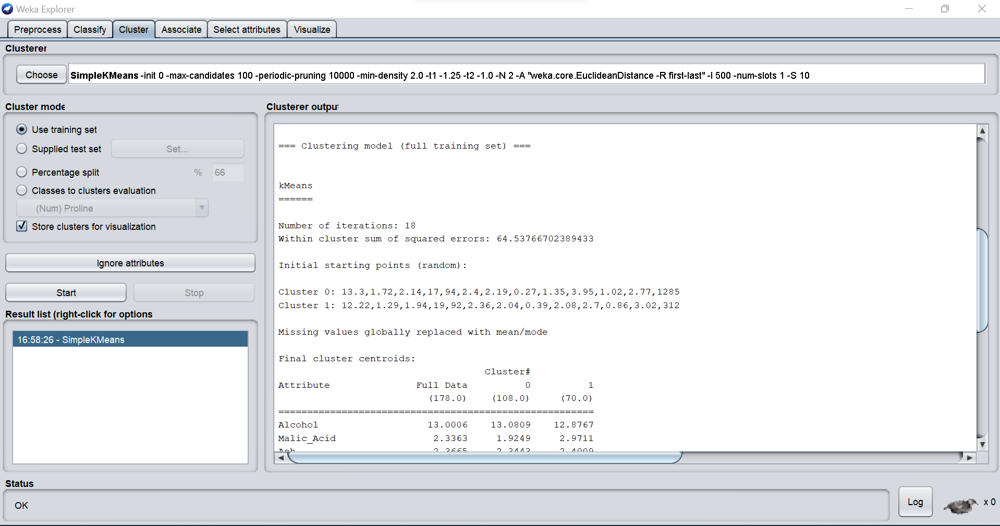 Weka Explorer
Preprocess Classify Cluster Associate Select attributes Visualize
Clusterer
Choose SimpleKMeans -init 0 -max-candidates 100 -periodic-pruning 10000 -min-density 2.0 -t1 -1.25 -t2 -1.0 -N 2 -A "weka.core.EuclideanDistance -R first-last" -I 500 -num-slots 1 -S 10
Cluster mode
Use training set
Supplied test set Set...
Percentage split % 66
Classes to clusters evaluation
(Num) Proline
Store clusters for visualization
Ignore attributes
Start Stop
Result list (right-click for options
16:58:26 - SimpleKMeans
Clusterer output
=== Clustering model (full training set) ===
kMeans
======
Number of iterations: 18
Within cluster sum of squared errors: 64.53766702389433
Initial starting points (random):
Cluster 0: 13.3,1.72,2.14,17,94,2.4,2.19,0.27,1.35,3.95,1.02,2.77,1285
Cluster 1: 12.22,1.29,1.94,19,92,2.36,2.04,0.39,2.08,2.7,0.86,3.02,312
Missing values globally replaced with mean/mode
Final cluster centroids:
Cluster#
Attribute Full Data 0 1
(178.0) (108.0) (70.0)
=======================================================
Alcohol 13.0006 13.0809 12.8767
Malic_Acid 2.3363 1.9249 2.9711
Ash 2.3665 2.3443 2.4009
Status
OK
Log x 0